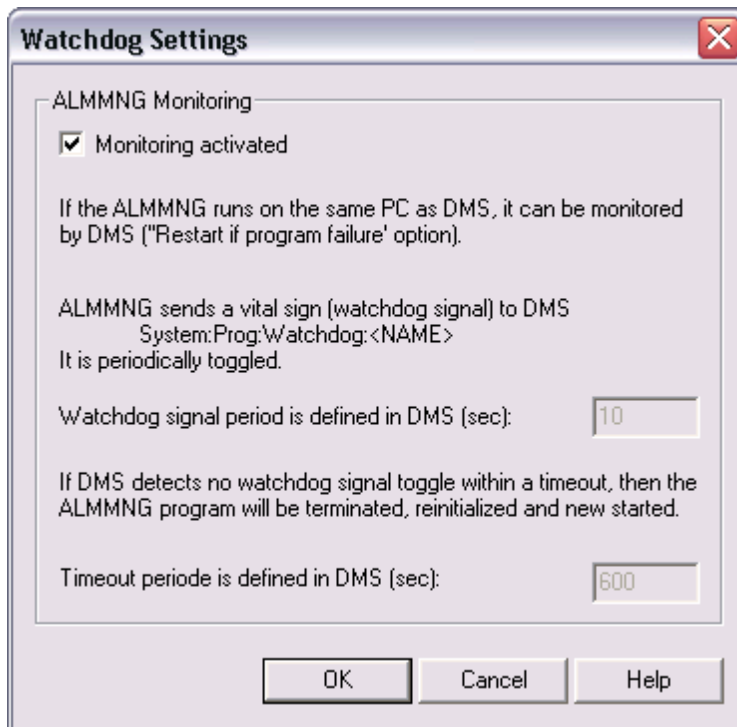 Watchdog Settings
ALMMNG Monitoring
Monitoring activated
If the ALMMNG runs on the same PC as DMS, it can be monitored
by DMS ("Restart if program failure' option).
ALMMNG sends a vital sign (watchdog signal) to DMS
System:Prog:Watchdog:<NAME>
It is periodically toggled.
Watchdog signal period is defined in DMS (sec): 10
If DMS detects no watchdog signal toggle within a timeout, then the
ALMMNG program will be terminated, reinitialized and new started.
Timeout periode is defined in DMS (sec): 600
OK Cancel Help